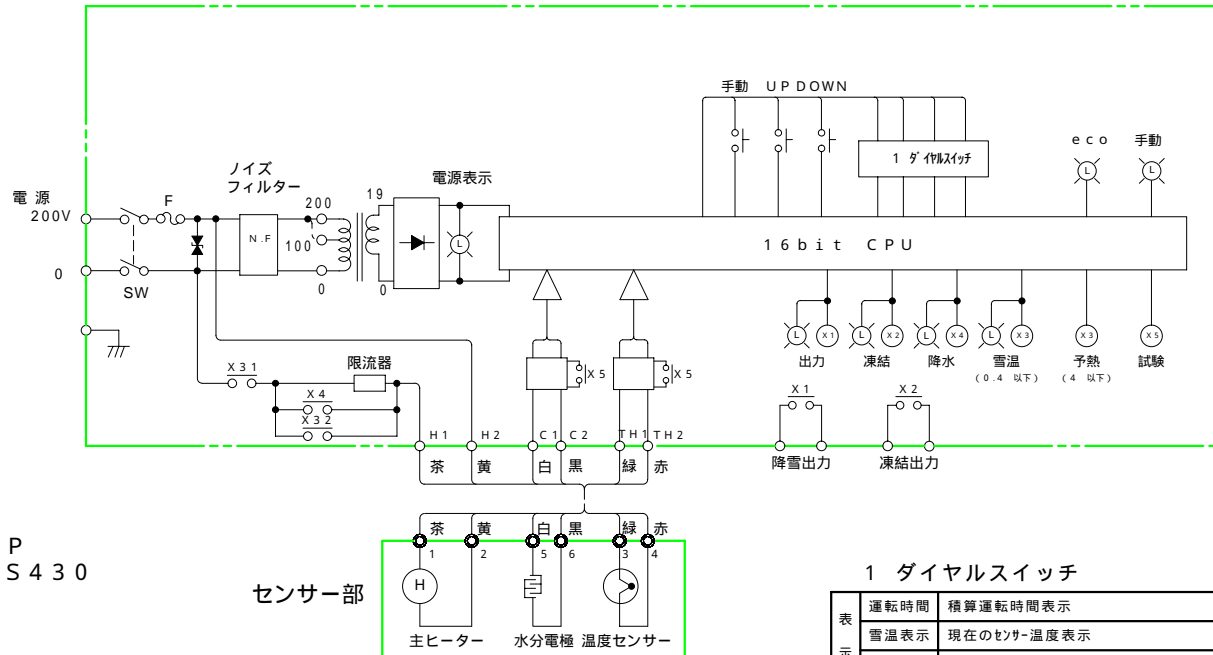 手動 UP DOWN
1 ダイヤルスイッチ
eco 手動
L L
ノイズ
フィルター
電源表示
電源
200V
F
N.F
200
100
0
19
0
L
16bit CPU
0
SW
L X1 L X2 L X4 L X3 X3 X5
出力 凍結 降水 雪温 予熱 試験
(0.4 以下) (4 以下)
X31
限流器
X4
X32
X5 X5
X1 X2
H1 H2 C1 C2 TH1 TH2
降雪出力 凍結出力
茶 黄 白 黒 緑 赤
茶 黄 白 黒 緑 赤
1 2 5 6 3 4
P
S430
センサー部
H
主ヒーター 水分電極 温度センサー
1 ダイヤルスイッチ
表示
運転時間 積算運転時間表示
雪温表示 現在のセンサー温度表示